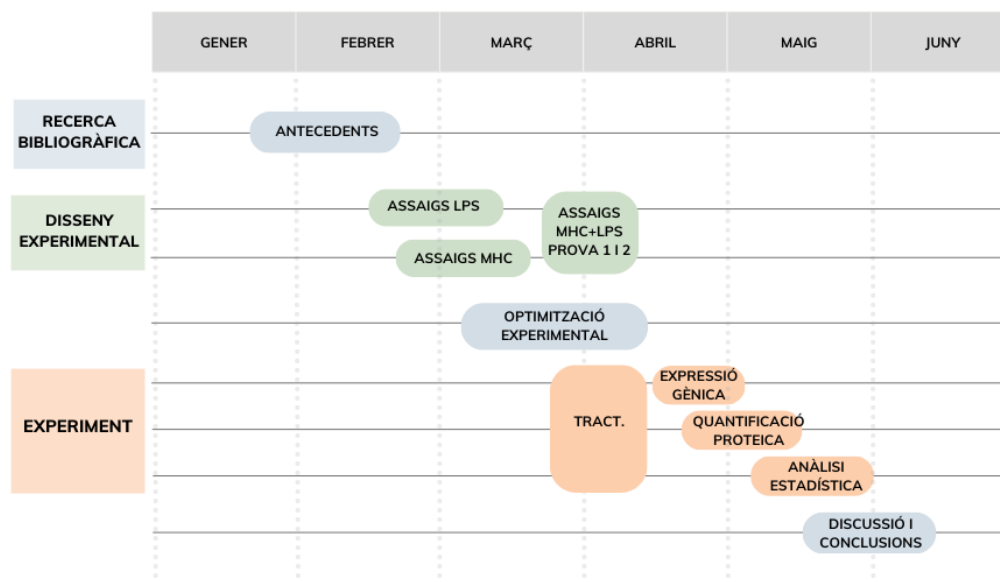 GENER
FEBRER
MARÇ
ABRIL
MAIG
JUNY
RECERCA
BIBLIOGRÀFICA
ANTECEDENTS
DISSENY
EXPERIMENTAL
ASSAIGS LPS
ASSAIGS MHC
ASSAIGS
MHC+LPS
PROVA 1 I 2
OPTIMITZACIÓ
EXPERIMENTAL
EXPERIMENT
TRACT.
EXPRESSIÓ
GÈNICA
QUANTIFICACIÓ
PROTEICA
ANÀLISI
ESTADÍSTICA
DISCUSSIÓ I
CONCLUSIONS